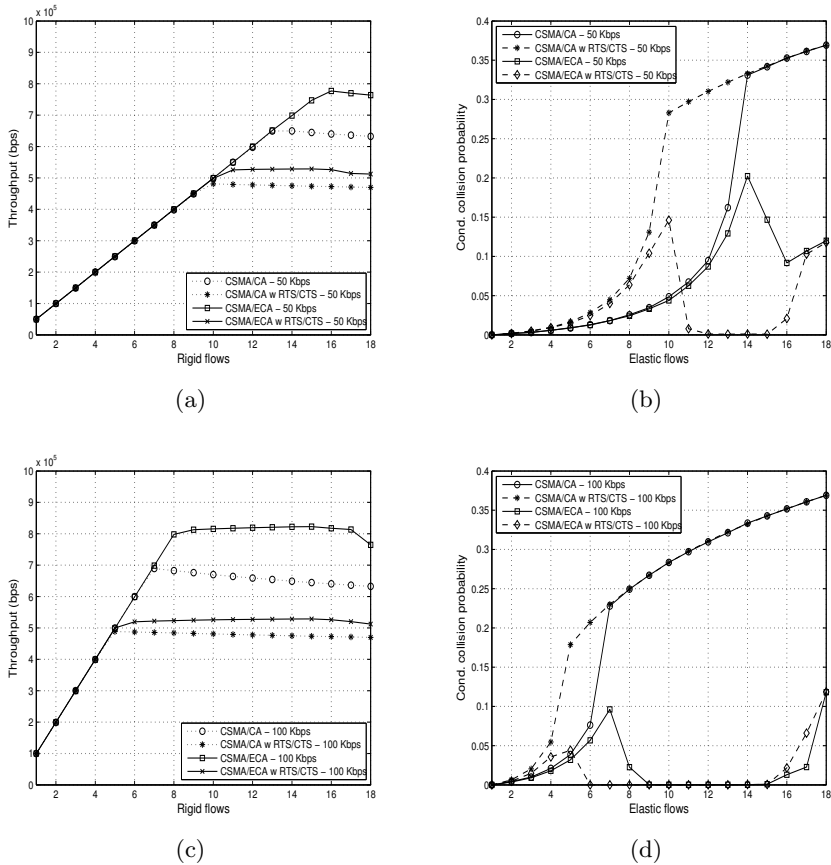 x 10⁵
10
9
8
7
6
5
4
3
2
1
0
Throughput (bps)
2 4 6 8 10 12 14 16 18
Rigid flows
CSMA/CA − 50 Kbps
CSMA/CA w RTS/CTS − 50 Kbps
CSMA/ECA − 50 Kbps
CSMA/ECA w RTS/CTS − 50 Kbps
(a)
0.4
0.35
0.3
0.25
0.2
0.15
0.1
0.05
0
Cond. collision probability
CSMA/CA − 50 Kbps
CSMA/CA w RTS/CTS − 50 Kbps
CSMA/ECA − 50 Kbps
CSMA/ECA w RTS/CTS − 50 Kbps
2 4 6 8 10 12 14 16 18
Elastic flows
(b)
x 10⁵
10
9
8
7
6
5
4
3
2
1
0
Throughput (bps)
2 4 6 8 10 12 14 16 18
Rigid flows
CSMA/CA − 100 Kbps
CSMA/CA w RTS/CTS − 100 Kbps
CSMA/ECA − 100 Kbps
CSMA/ECA w RTS/CTS − 100 Kbps
(c)
0.4
0.35
0.3
0.25
0.2
0.15
0.1
0.05
0
Cond. collision probability
CSMA/CA − 100 Kbps
CSMA/CA w RTS/CTS − 100 Kbps
CSMA/ECA − 100 Kbps
CSMA/ECA w RTS/CTS − 100 Kbps
2 4 6 8 10 12 14 16 18
Elastic flows
(d)